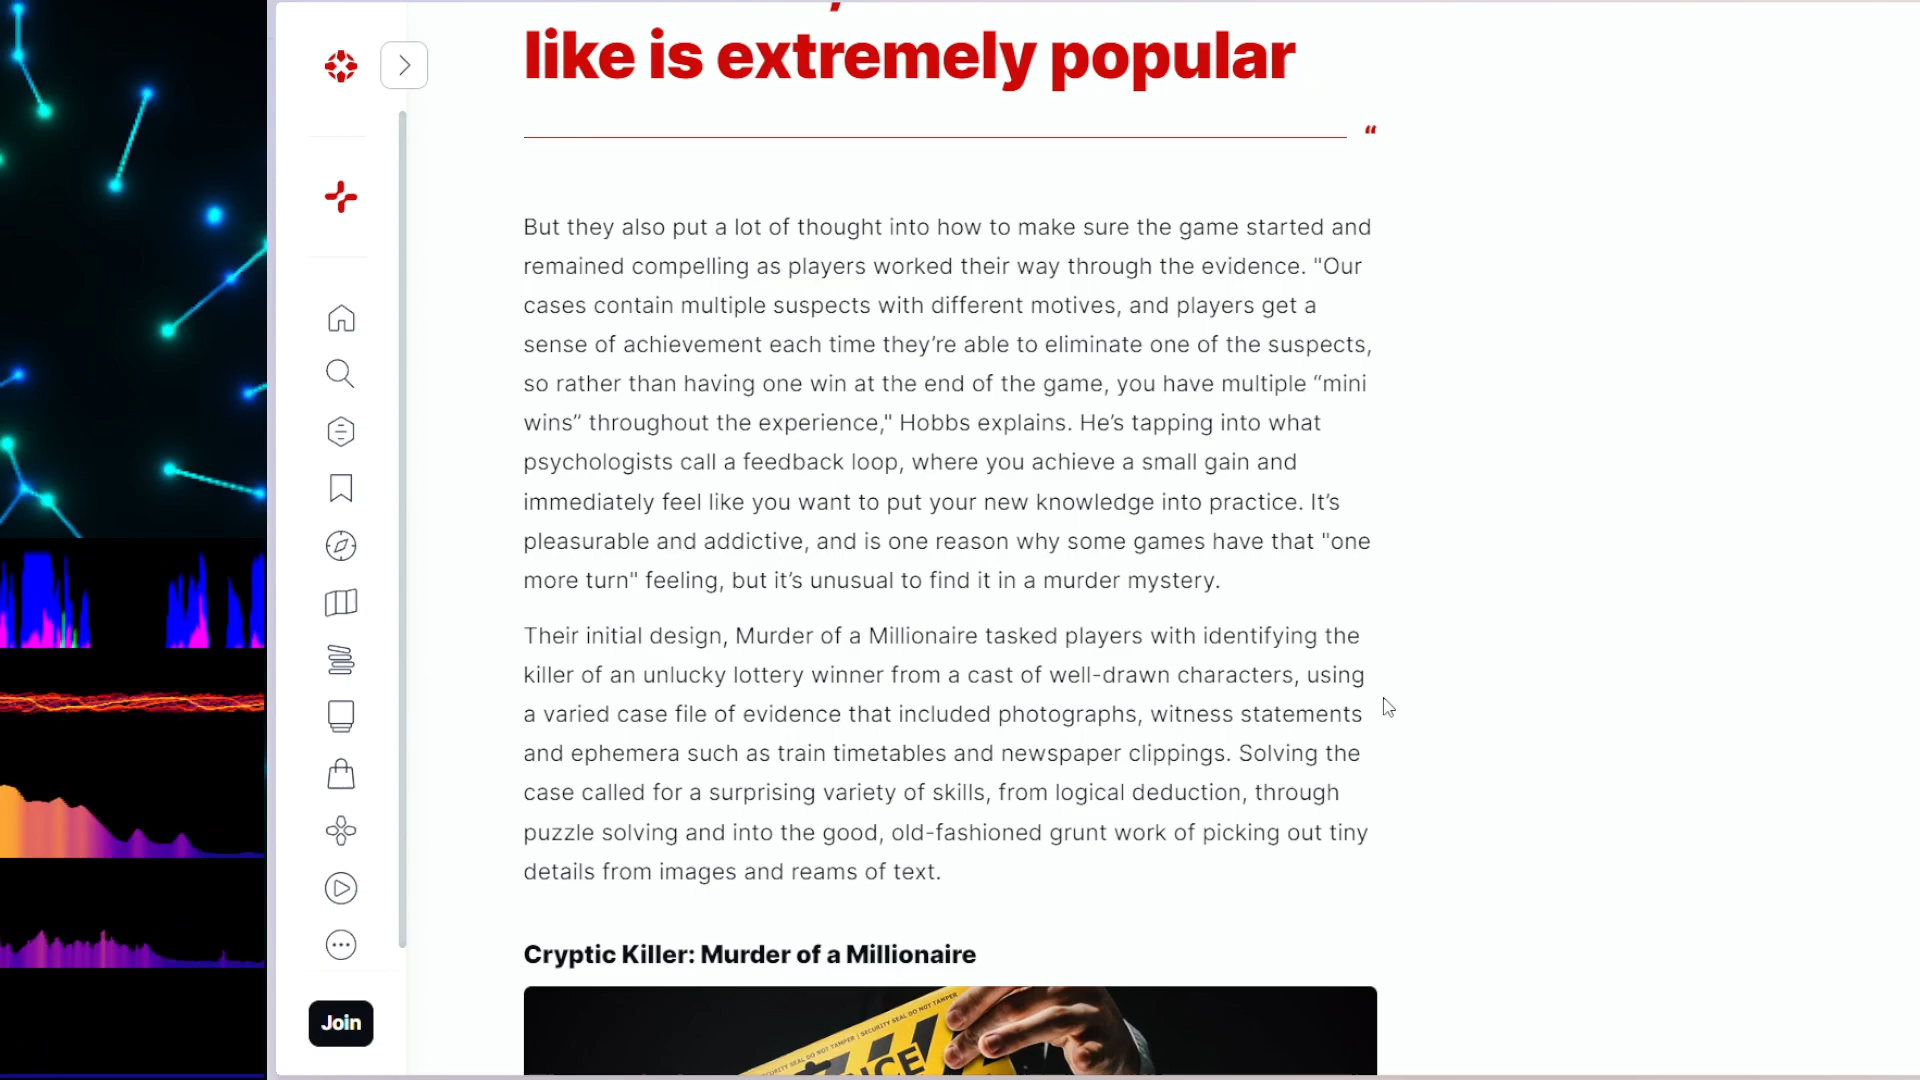 like is extremely popular
“
But they also put a lot of thought into how to make sure the game started and
remained compelling as players worked their way through the evidence. "Our
cases contain multiple suspects with different motives, and players get a
sense of achievement each time they’re able to eliminate one of the suspects,
so rather than having one win at the end of the game, you have multiple “mini
wins” throughout the experience," Hobbs explains. He’s tapping into what
psychologists call a feedback loop, where you achieve a small gain and
immediately feel like you want to put your new knowledge into practice. It’s
pleasurable and addictive, and is one reason why some games have that "one
more turn" feeling, but it’s unusual to find it in a murder mystery.
Their initial design, Murder of a Millionaire tasked players with identifying the
killer of an unlucky lottery winner from a cast of well-drawn characters, using
a varied case file of evidence that included photographs, witness statements
and ephemera such as train timetables and newspaper clippings. Solving the
case called for a surprising variety of skills, from logical deduction, through
puzzle solving and into the good, old-fashioned grunt work of picking out tiny
details from images and reams of text.
Cryptic Killer: Murder of a Millionaire
SECURITY SEAL DO NOT TAMPER | SECURITY SEAL DO NOT TAMPER
Join